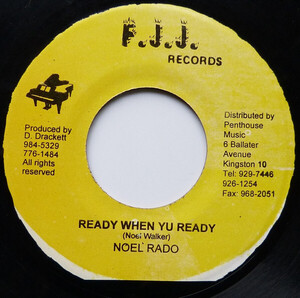 F.J.J.
RECORDS
Produced by
D. Drackett
984-5329
776-1484
All rights
reserved
Distributed by
Penthouse
Music
6 Ballater
Avenue
Kingston 10
Tel: 929-7446
926-1254
Fax: 968-2051
READY WHEN YU READY
(Noel Walker)
NOEL RADO